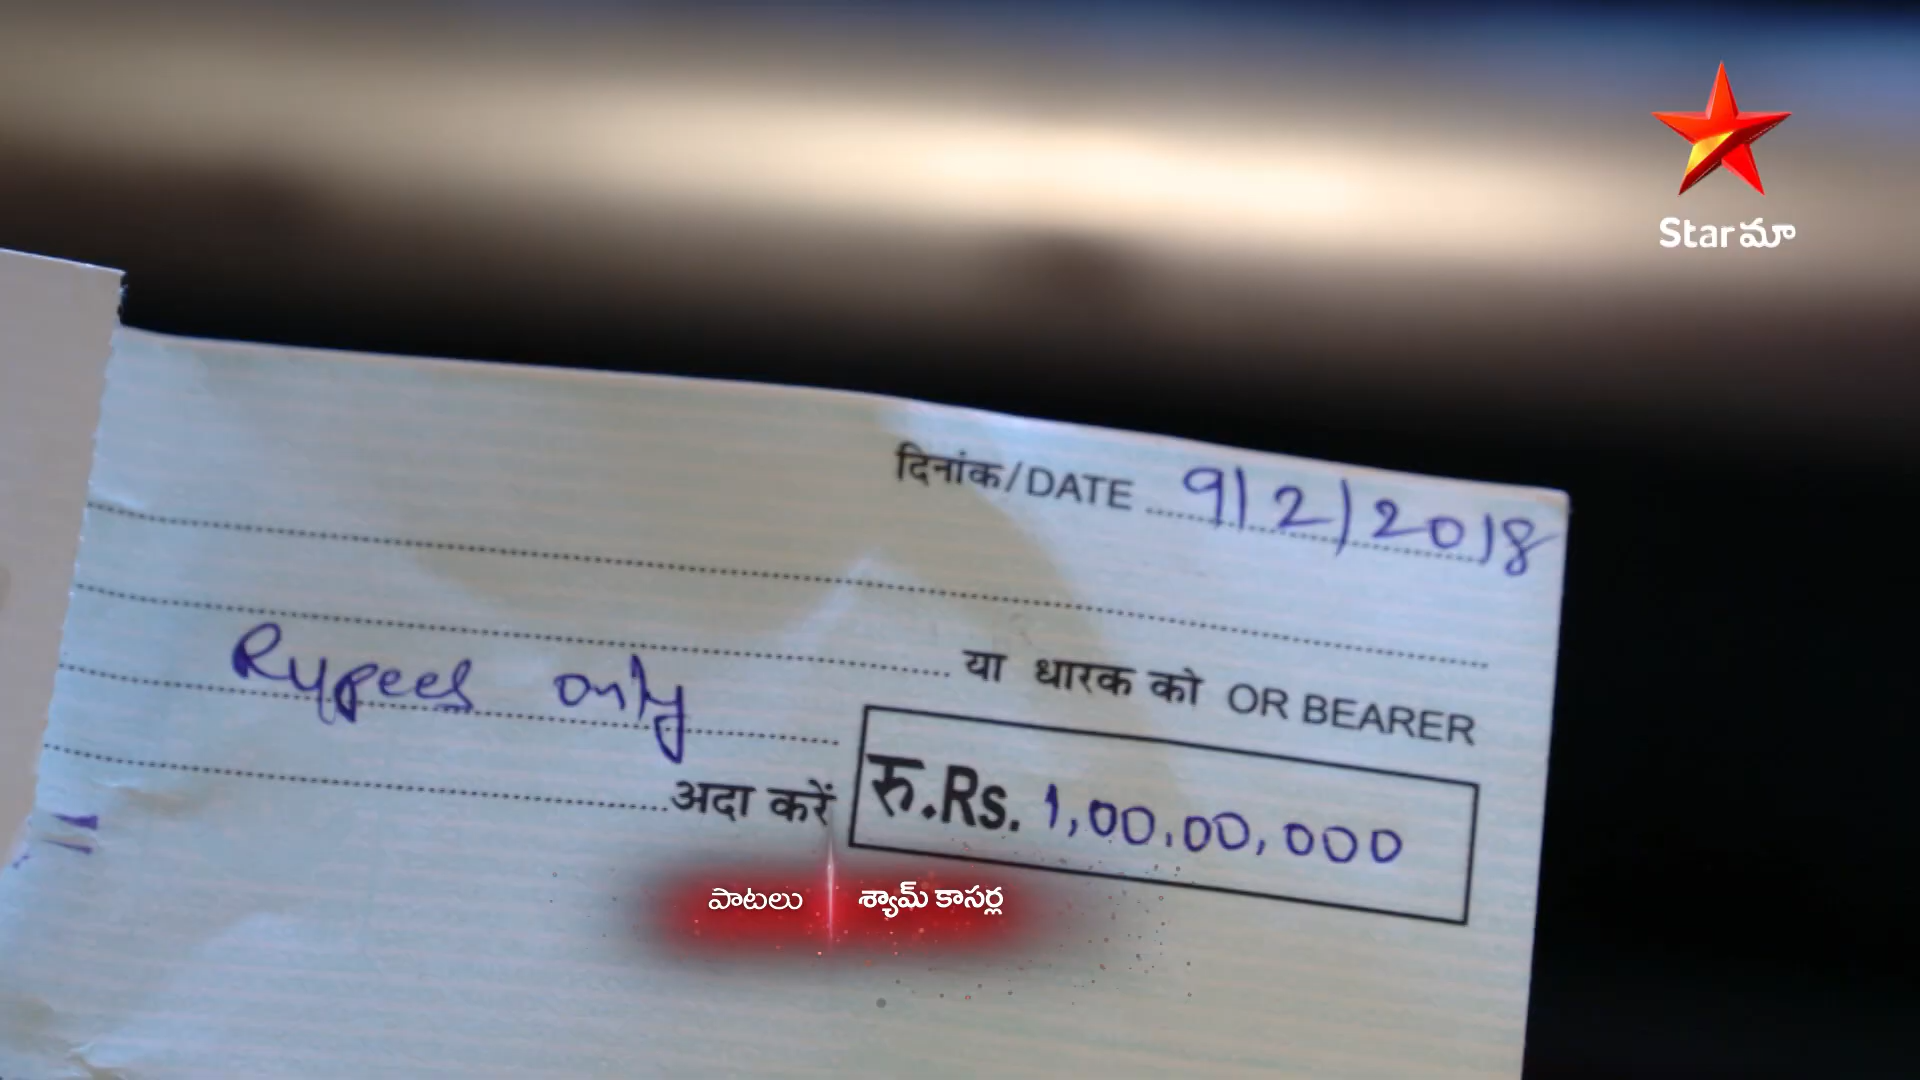 Starమా
दिनांक/DATE 9/2/2018
या धारक को OR BEARER
Rupees only
अदा करें रु.Rs. 1,00,00,000
పాటలు శ్యామ్ కాసర్ల